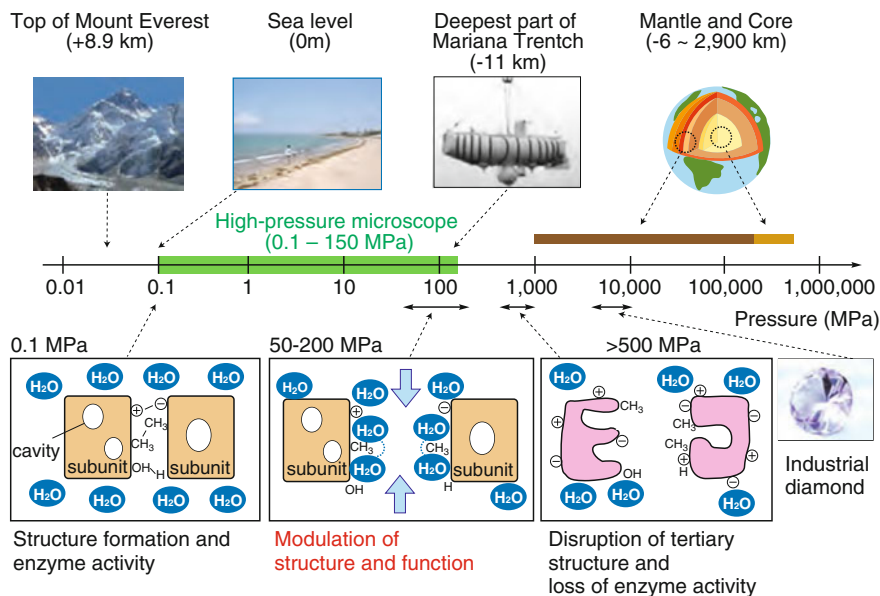 Top of Mount Everest
(+8.9 km)
Sea level
(0m)
Deepest part of
Mariana Trentch
(-11 km)
Mantle and Core
(-6 ~ 2,900 km)
High-pressure microscope
(0.1 – 150 MPa)
0.01 0.1 1 10 100 1,000 10,000 100,000 1,000,000
Pressure (MPa)
0.1 MPa
H₂O H₂O H₂O H₂O
+ −
CH₃
CH₃
cavity
subunit OH H subunit
H₂O H₂O H₂O H₂O
Structure formation and
enzyme activity
50-200 MPa
H₂O H₂O H₂O
+ −
H₂O H₂O
CH₃ CH₃
subunit H₂O H₂O subunit
OH H
H₂O
Modulation of
structure and function
>500 MPa
H₂O H₂O H₂O
+ CH₃ +
+ − −
− CH₃
CH₃
− OH + H +
H₂O H₂O − H₂O
Disruption of tertiary
structure and
loss of enzyme activity
Industrial
diamond